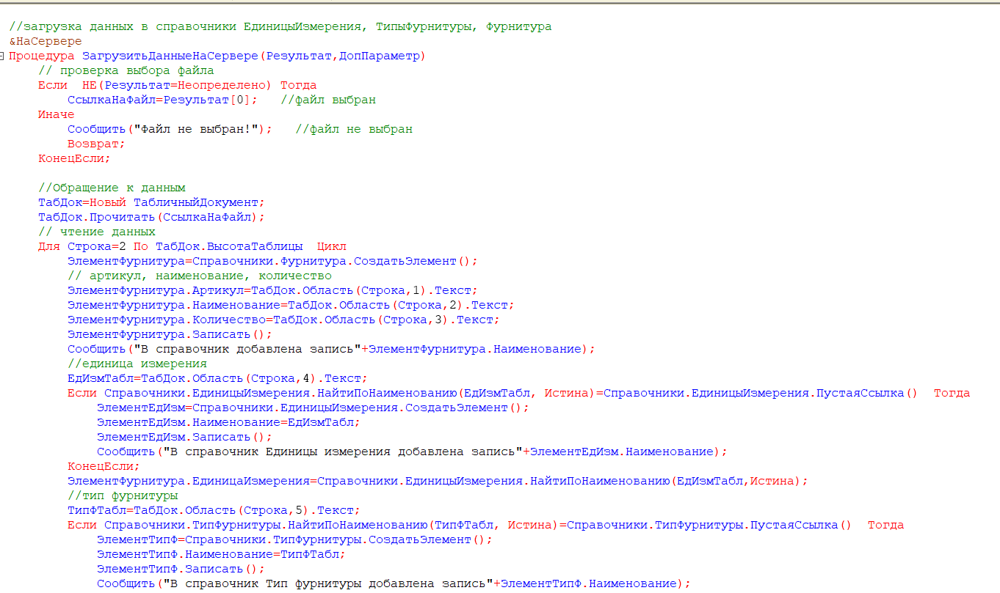 //загрузка данных в справочники ЕдиницыИзмерения, ТипыФурнитуры, Фурнитура
&НаСервере
Процедура ЗагрузитьДанныеНаСервере(Результат,ДопПараметр)
// проверка выбора файла
Если  НЕ(Результат=Неопределено) Тогда
СсылкаНаФайл=Результат[0];   //файл выбран
Иначе
Сообщить("Файл не выбран!");   //файл не выбран
Возврат;
КонецЕсли;
//Обращение к данным
ТабДок=Новый ТабличныйДокумент;
ТабДок.Прочитать(СсылкаНаФайл);
// чтение данных
Для Строка=2 По ТабДок.ВысотаТаблицы  Цикл
ЭлементФурнитура=Справочники.Фурнитура.СоздатьЭлемент();
// артикул, наименование, количество
ЭлементФурнитура.Артикул=ТабДок.Область(Строка,1).Текст;
ЭлементФурнитура.Наименование=ТабДок.Область(Строка,2).Текст;
ЭлементФурнитура.Количество=ТабДок.Область(Строка,3).Текст;
ЭлементФурнитура.Записать();
Сообщить("В справочник добавлена запись"+ЭлементФурнитура.Наименование);
//единица измерения
ЕдИзмТабл=ТабДок.Область(Строка,4).Текст;
Если Справочники.ЕдиницыИзмерения.НайтиПоНаименованию(ЕдИзмТабл, Истина)=Справочники.ЕдиницыИзмерения.ПустаяСсылка()  Тогда
ЭлементЕдИзм=Справочники.ЕдиницыИзмерения.СоздатьЭлемент();
ЭлементЕдИзм.Наименование=ЕдИзмТабл;
ЭлементЕдИзм.Записать();
Сообщить("В справочник Единицы измерения добавлена запись"+ЭлементЕдИзм.Наименование);
КонецЕсли;
ЭлементФурнитура.ЕдиницаИзмерения=Справочники.ЕдиницыИзмерения.НайтиПоНаименованию(ЕдИзмТабл,Истина);
//тип фурнитуры
ТипФТабл=ТабДок.Область(Строка,5).Текст;
Если Справочники.ТипФурнитуры.НайтиПоНаименованию(ТипФТабл, Истина)=Справочники.ТипФурнитуры.ПустаяСсылка()  Тогда
ЭлементТипФ=Справочники.ТипФурнитуры.СоздатьЭлемент();
ЭлементТипФ.Наименование=ТипФТабл;
ЭлементТипФ.Записать();
Сообщить("В справочник Тип фурнитуры добавлена запись"+ЭлементТипФ.Наименование);